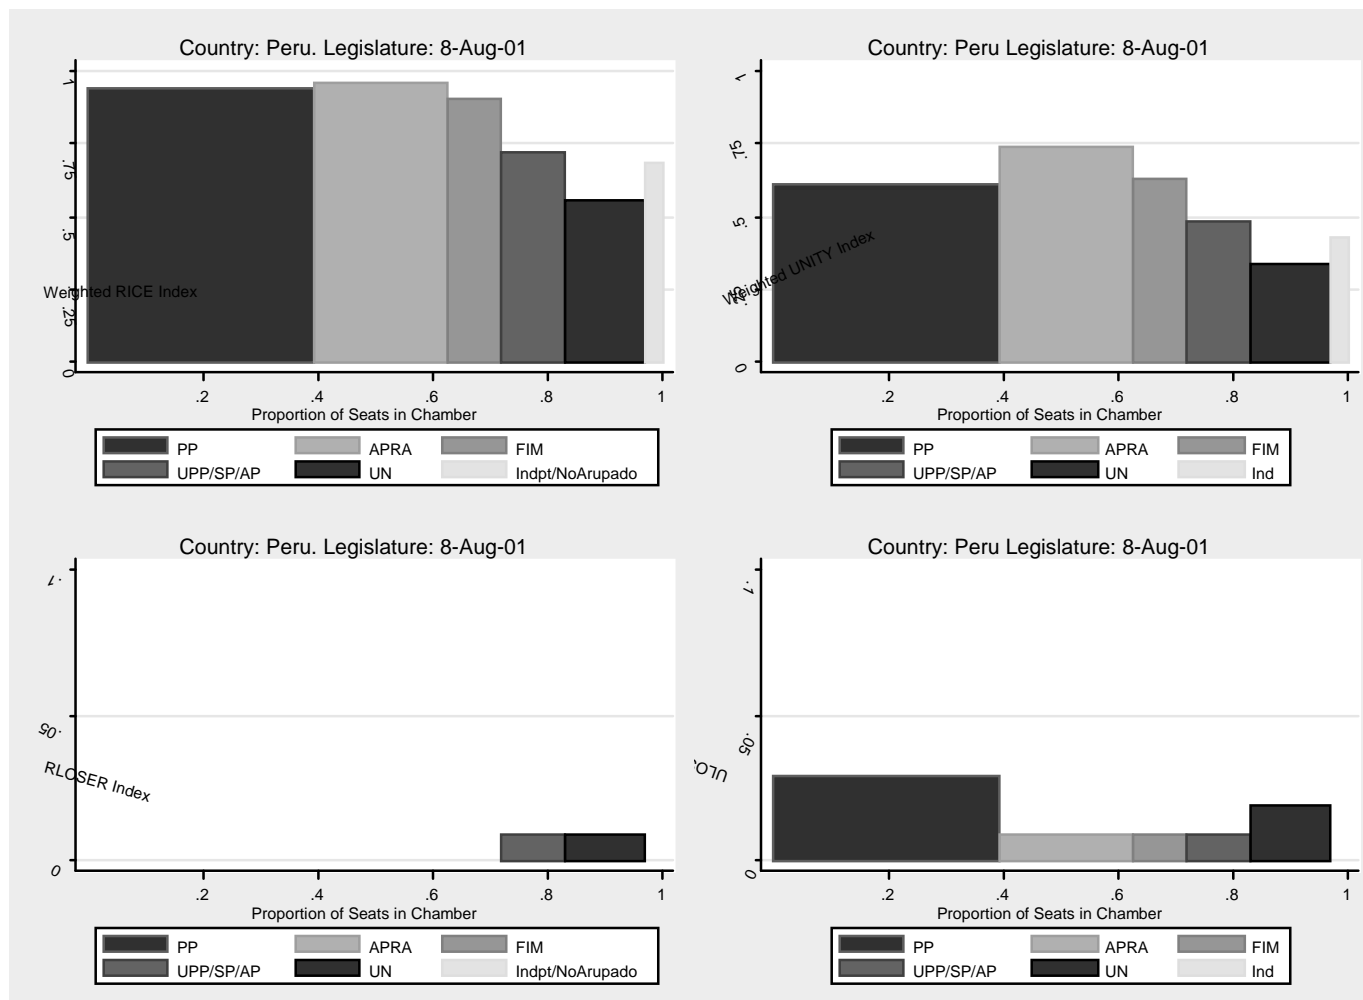 Country: Peru. Legislature: 8-Aug-01
1
.75
.5
.25
0
Weighted RICE Index
.2 .4 .6 .8 1
Proportion of Seats in Chamber
PP APRA FIM
UPP/SP/AP UN Indpt/NoArupado
Country: Peru Legislature: 8-Aug-01
1
.75
.5
Weighted UNITY Index
0
.2 .4 .6 .8 1
Proportion of Seats in Chamber
PP APRA FIM
UPP/SP/AP UN Ind
Country: Peru. Legislature: 8-Aug-01
.1
.05
RLOSER Index
0
.2 .4 .6 .8 1
Proportion of Seats in Chamber
PP APRA FIM
UPP/SP/AP UN Indpt/NoArupado
Country: Peru Legislature: 8-Aug-01
.1
.05
0
.2 .4 .6 .8 1
Proportion of Seats in Chamber
PP APRA FIM
UPP/SP/AP UN Ind